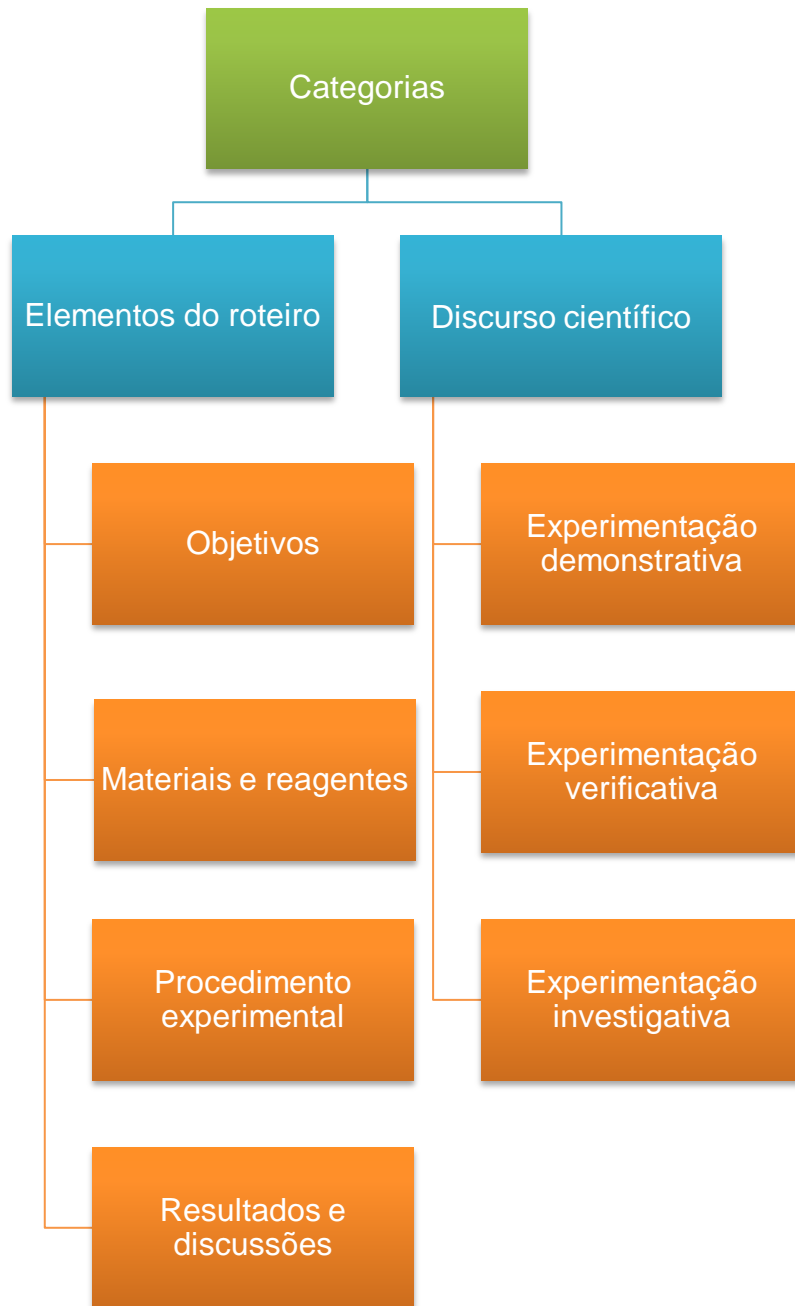 Categorias
Elementos do roteiro
Discurso científico
Objetivos
Materiais e reagentes
Procedimento
experimental
Resultados e
discussões
Experimentação
demonstrativa
Experimentação
verificativa
Experimentação
investigativa